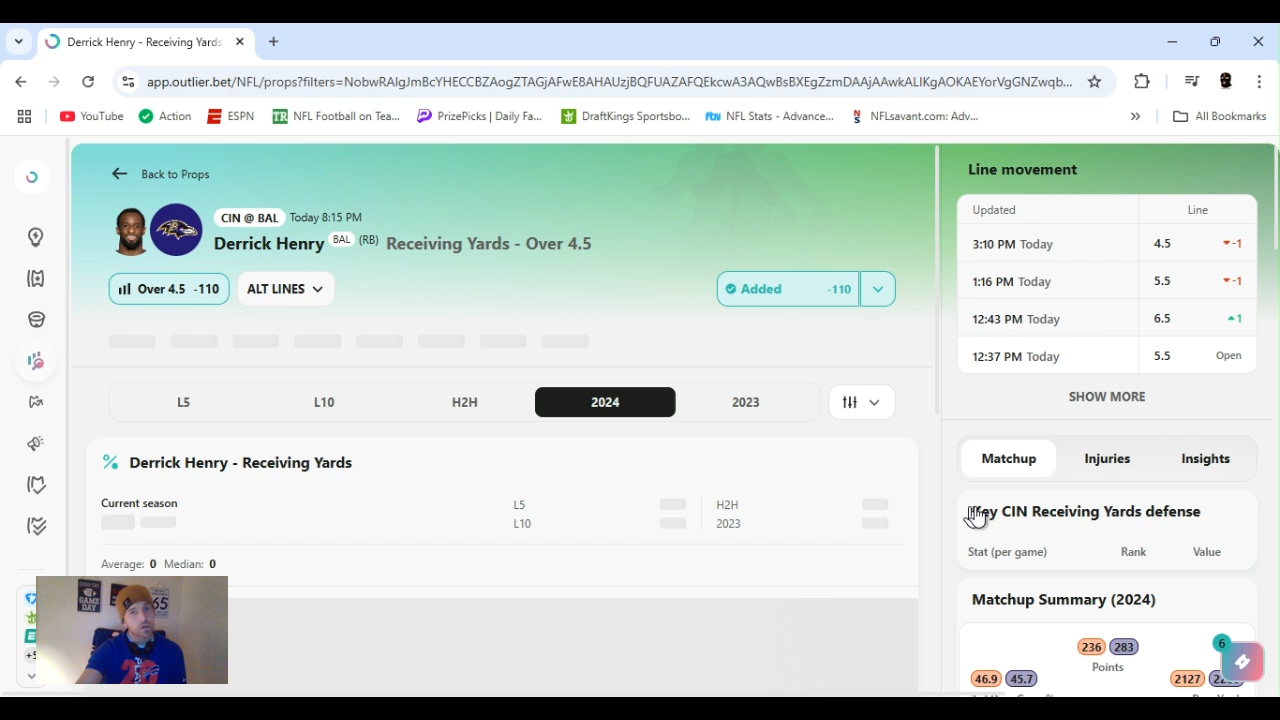 Derrick Henry - Receiving Yards
app.outlier.bet/NFL/props?filters=NobwRAlgJmBcYHECCBZAogZTAGjAFwE8AHAUzjBQFUAZAFQEkcwA3AQwBsBXEgZzmDAAjAAwkALIKgAOKAEYorVgGNZwqb...
YouTube
Action
ESPN
NFL Football on Tea...
PrizePicks | Daily Fa...
DraftKings Sportsbo...
NFL Stats - Advance...
NFLsavant.com: Adv...
All Bookmarks
Back to Props
CIN @ BAL Today 8:15 PM
Derrick Henry BAL (RB) Receiving Yards - Over 4.5
Over 4.5 -110
ALT LINES
Added -110
L5 L10 H2H 2024 2023
Derrick Henry - Receiving Yards
Current season
L5 H2H
L10 2023
Average: 0 Median: 0
Line movement
Updated Line
3:10 PM Today 4.5 -1
1:16 PM Today 5.5 -1
12:43 PM Today 6.5 1
12:37 PM Today 5.5 Open
SHOW MORE
Matchup Injuries Insights
CIN Receiving Yards defense
Stat (per game) Rank Value
Matchup Summary (2024)
236 283
Points
46.9 45.7
2127
6
GAME
DAY
65